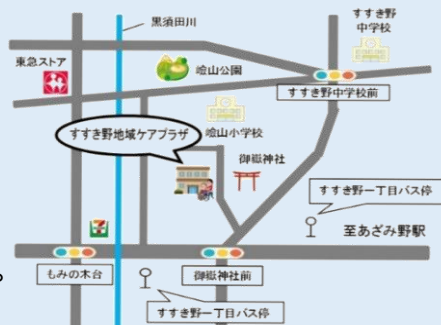 黒須田川
すすき野
中学校
東急ストア
嶮山公園
すすき野中学校前
嶮山小学校
すすき野地域ケアプラザ
御嶽神社
すすき野一丁目バス停
至あざみ野駅
もみの木台
御嶽神社前
すすき野一丁目バス停
。